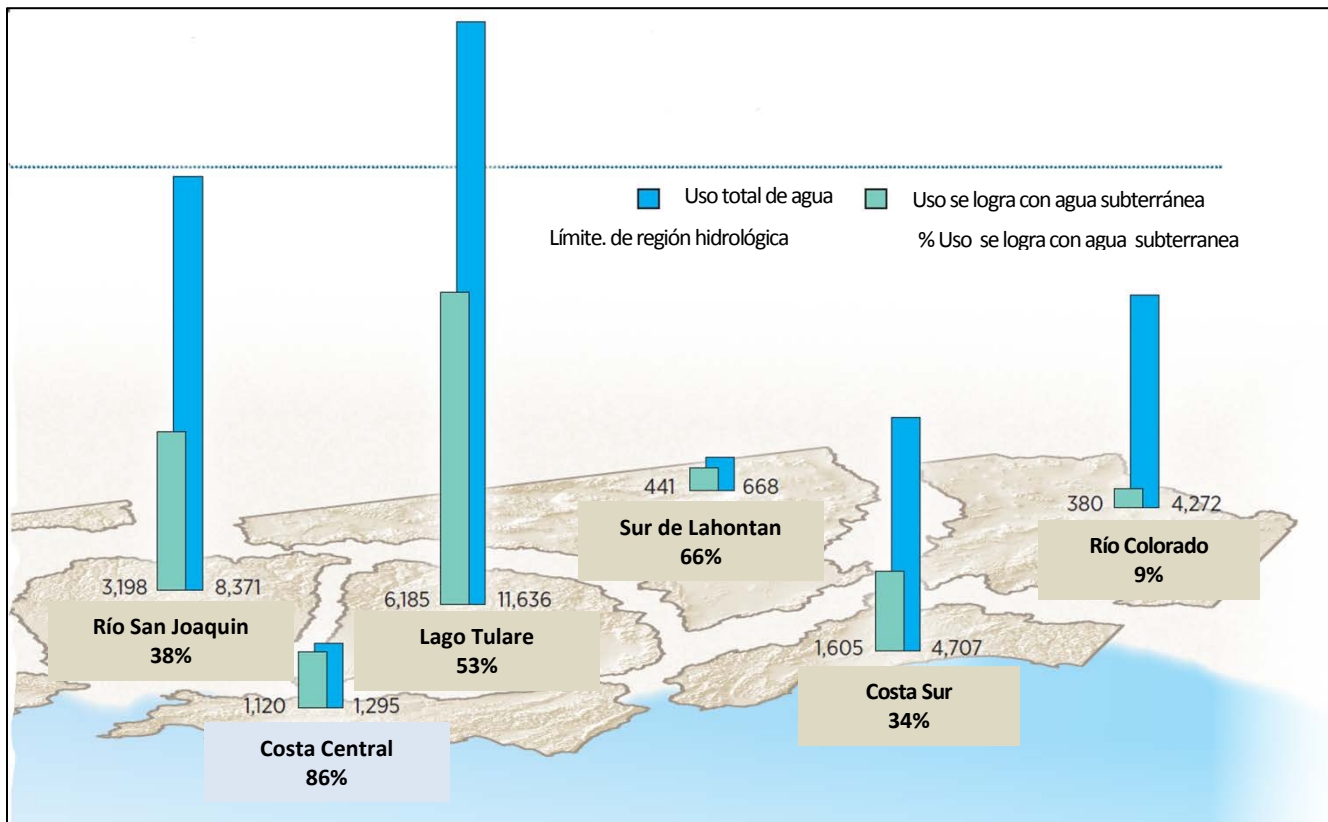 Uso total de agua
Uso se logra con agua subterránea
Límite. de región hidrológica
% Uso se logra con agua subterranea
3,198
8,371
Río San Joaquin
38%
6,185
11,636
Lago Tulare
53%
1,120
1,295
Costa Central
86%
441
668
Sur de Lahontan
66%
1,605
4,707
Costa Sur
34%
380
4,272
Río Colorado
9%